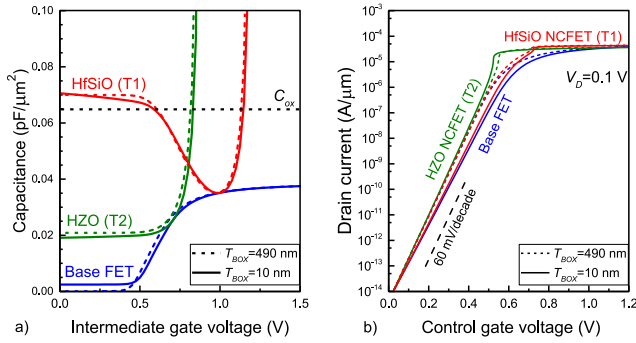 0.10
0.08
0.06
0.04
0.02
0.00
Capacitance (pF/µm²)
HfSiO (T1)
C_ox
HZO (T2)
Base FET
T_BOX=490 nm
T_BOX=10 nm
0.0 0.5 1.0 1.5
a) Intermediate gate voltage (V)
10⁻³
10⁻⁴
10⁻⁵
10⁻⁶
10⁻⁷
10⁻⁸
10⁻⁹
10⁻¹⁰
10⁻¹¹
10⁻¹²
10⁻¹³
10⁻¹⁴
Drain current (A/µm)
HfSiO NCFET (T1)
V_D=0.1 V
HZO NCFET (T2)
Base FET
60 mV/decade
T_BOX=490 nm
T_BOX=10 nm
0.0 0.2 0.4 0.6 0.8 1.0 1.2
b) Control gate voltage (V)